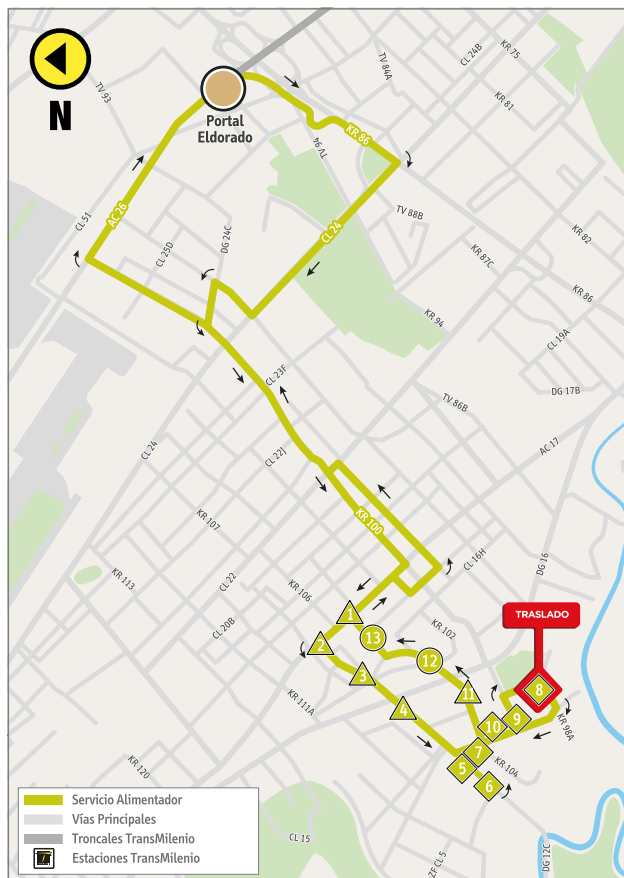 N
Portal
Eldorado
TV 93
CL 51
AC 26
CL 25D
DG 24C
TV 94
KR 86
TV 84A
CL 24B
KR 75
KR 81
CL 24
TV 88B
KR 87C
KR 82
KR 86
KR 94
CL 19A
DG 17B
CL 23F
TV 86B
AC 17
CL 24
CL 22J
KR 107
KR 100
CL 16H
DG 16
KR 113
CL 22
KR 106
CL 20B
KR 102
TRASLADO
1
13
2
12
3
11
8
KR 111A
4
10
9
KR 98A
7
5
KR 104
6
KR 120
CL 15
ZF CL 5
DG 12C
Servicio Alimentador
Vías Principales
Troncales TransMilenio
Estaciones TransMilenio